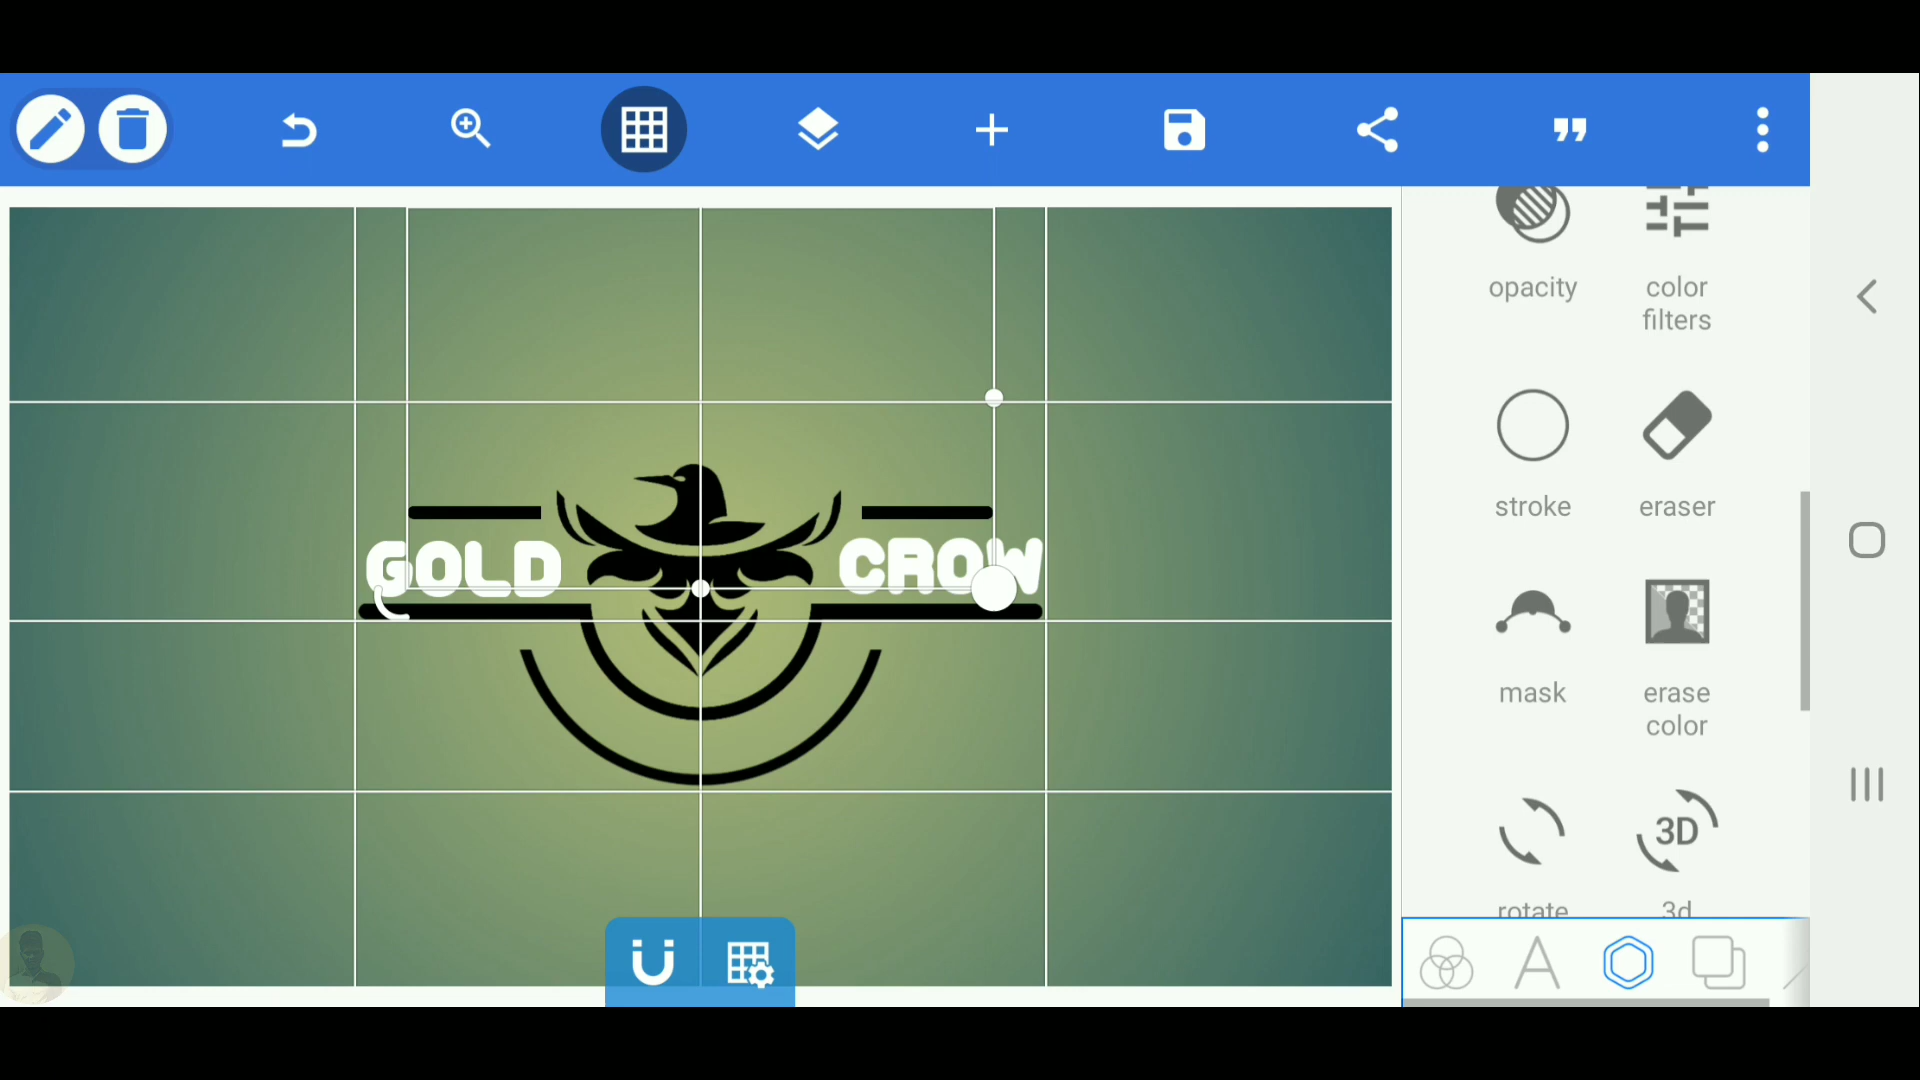 opacity
color
filters
GOLD
CROW
stroke
eraser
mask
erase
color
3D
rotate
3d